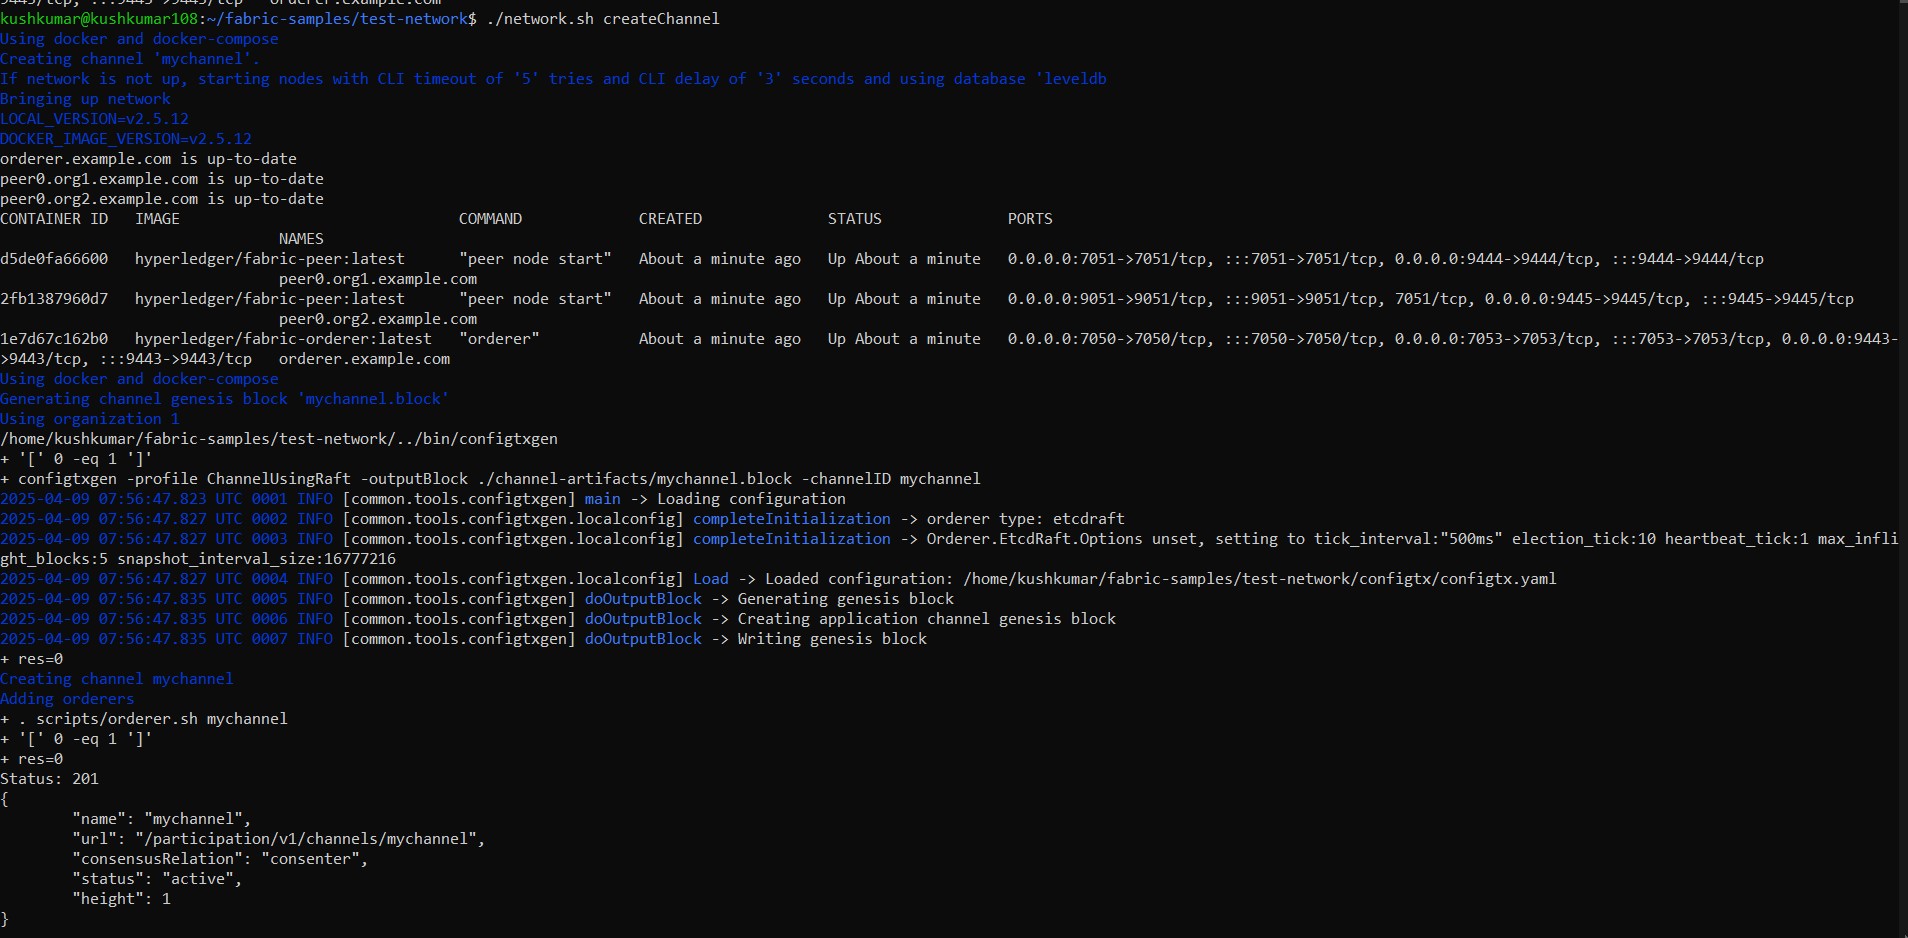 9443/tcp, :::9443->9443/tcp   orderer.example.com
kushkumar@kushkumar108:~/fabric-samples/test-network$ ./network.sh createChannel
Using docker and docker-compose
Creating channel 'mychannel'.
If network is not up, starting nodes with CLI timeout of '5' tries and CLI delay of '3' seconds and using database 'leveldb
Bringing up network
LOCAL_VERSION=v2.5.12
DOCKER_IMAGE_VERSION=v2.5.12
orderer.example.com is up-to-date
peer0.org1.example.com is up-to-date
peer0.org2.example.com is up-to-date
CONTAINER ID   IMAGE                               COMMAND             CREATED              STATUS              PORTS
                               NAMES
d5de0fa66600   hyperledger/fabric-peer:latest      "peer node start"   About a minute ago   Up About a minute   0.0.0.0:7051->7051/tcp, :::7051->7051/tcp, 0.0.0.0:9444->9444/tcp, :::9444->9444/tcp
                               peer0.org1.example.com
2fb1387960d7   hyperledger/fabric-peer:latest      "peer node start"   About a minute ago   Up About a minute   0.0.0.0:9051->9051/tcp, :::9051->9051/tcp, 7051/tcp, 0.0.0.0:9445->9445/tcp, :::9445->9445/tcp
                               peer0.org2.example.com
1e7d67c162b0   hyperledger/fabric-orderer:latest   "orderer"           About a minute ago   Up About a minute   0.0.0.0:7050->7050/tcp, :::7050->7050/tcp, 0.0.0.0:7053->7053/tcp, :::7053->7053/tcp, 0.0.0.0:9443-
>9443/tcp, :::9443->9443/tcp   orderer.example.com
Using docker and docker-compose
Generating channel genesis block 'mychannel.block'
Using organization 1
/home/kushkumar/fabric-samples/test-network/../bin/configtxgen
+ '[' 0 -eq 1 ']'
+ configtxgen -profile ChannelUsingRaft -outputBlock ./channel-artifacts/mychannel.block -channelID mychannel
2025-04-09 07:56:47.823 UTC 0001 INFO [common.tools.configtxgen] main -> Loading configuration
2025-04-09 07:56:47.827 UTC 0002 INFO [common.tools.configtxgen.localconfig] completeInitialization -> orderer type: etcdraft
2025-04-09 07:56:47.827 UTC 0003 INFO [common.tools.configtxgen.localconfig] completeInitialization -> Orderer.EtcdRaft.Options unset, setting to tick_interval:"500ms" election_tick:10 heartbeat_tick:1 max_infli
ght_blocks:5 snapshot_interval_size:16777216
2025-04-09 07:56:47.827 UTC 0004 INFO [common.tools.configtxgen.localconfig] Load -> Loaded configuration: /home/kushkumar/fabric-samples/test-network/configtx/configtx.yaml
2025-04-09 07:56:47.835 UTC 0005 INFO [common.tools.configtxgen] doOutputBlock -> Generating genesis block
2025-04-09 07:56:47.835 UTC 0006 INFO [common.tools.configtxgen] doOutputBlock -> Creating application channel genesis block
2025-04-09 07:56:47.835 UTC 0007 INFO [common.tools.configtxgen] doOutputBlock -> Writing genesis block
+ res=0
Creating channel mychannel
Adding orderers
+ . scripts/orderer.sh mychannel
+ '[' 0 -eq 1 ']'
+ res=0
Status: 201
{
        "name": "mychannel",
        "url": "/participation/v1/channels/mychannel",
        "consensusRelation": "consenter",
        "status": "active",
        "height": 1
}